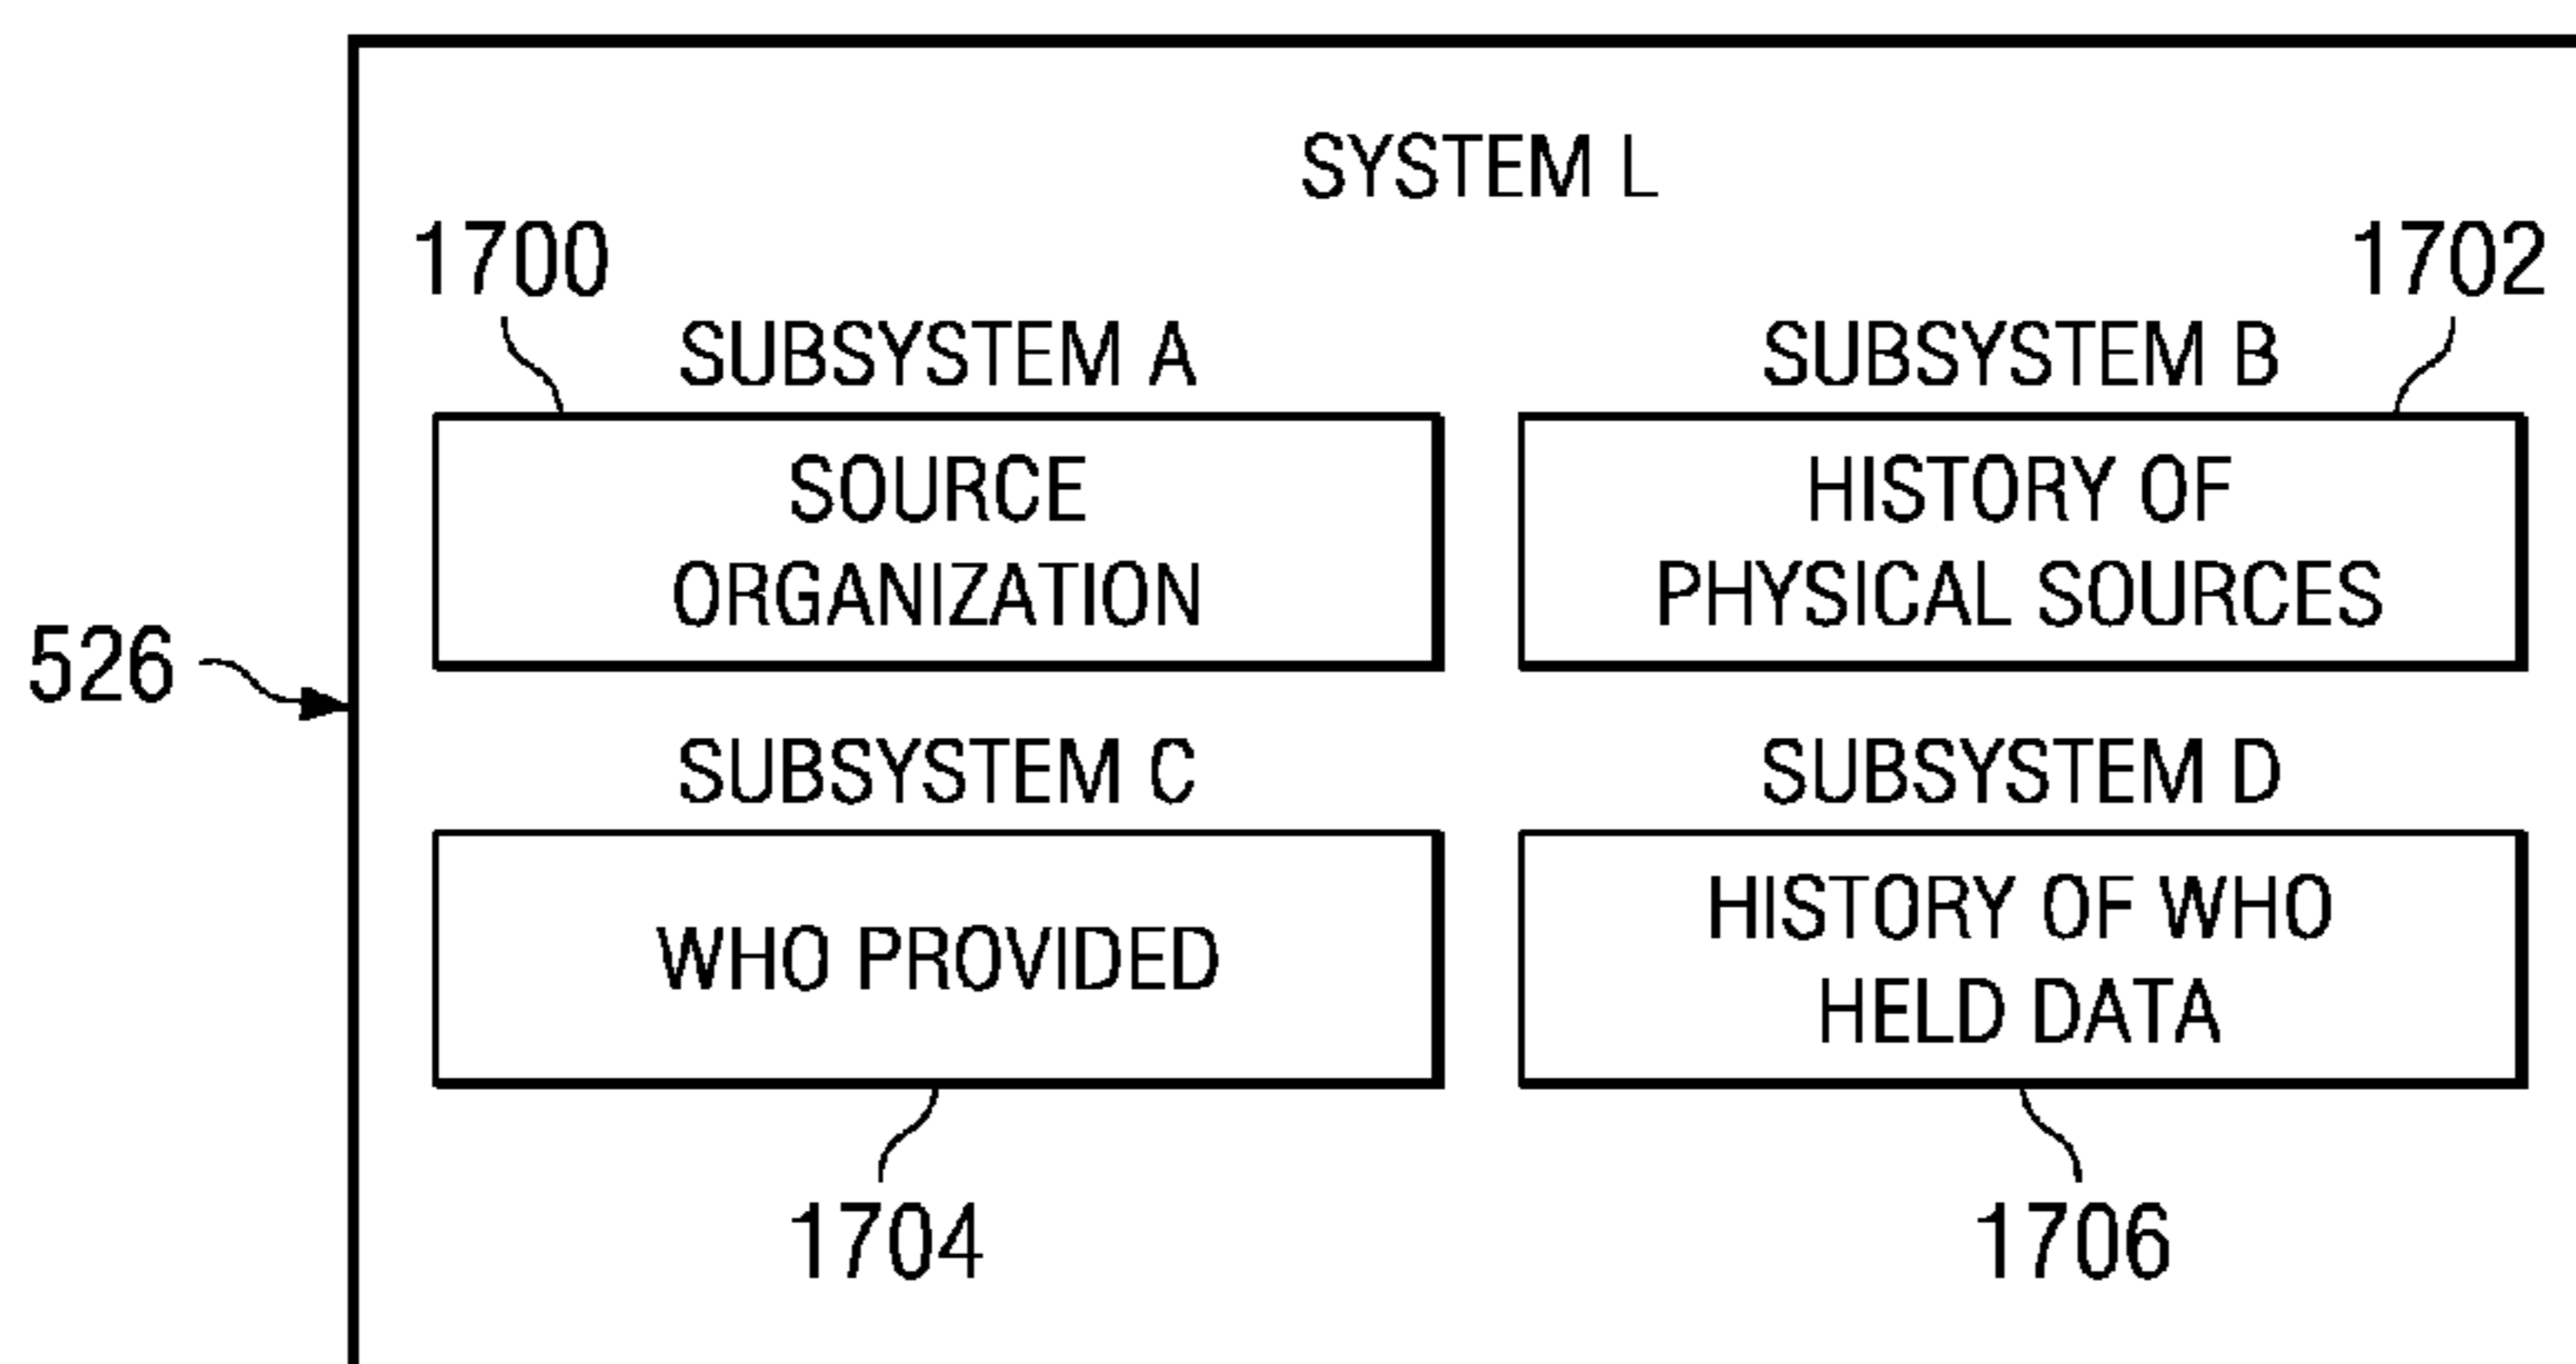 SYSTEM L
1700
1702
SUBSYSTEM A
SUBSYSTEM B
SOURCE
ORGANIZATION
HISTORY OF
PHYSICAL SOURCES
526
SUBSYSTEM C
SUBSYSTEM D
WHO PROVIDED
HISTORY OF WHO
HELD DATA
1704
1706